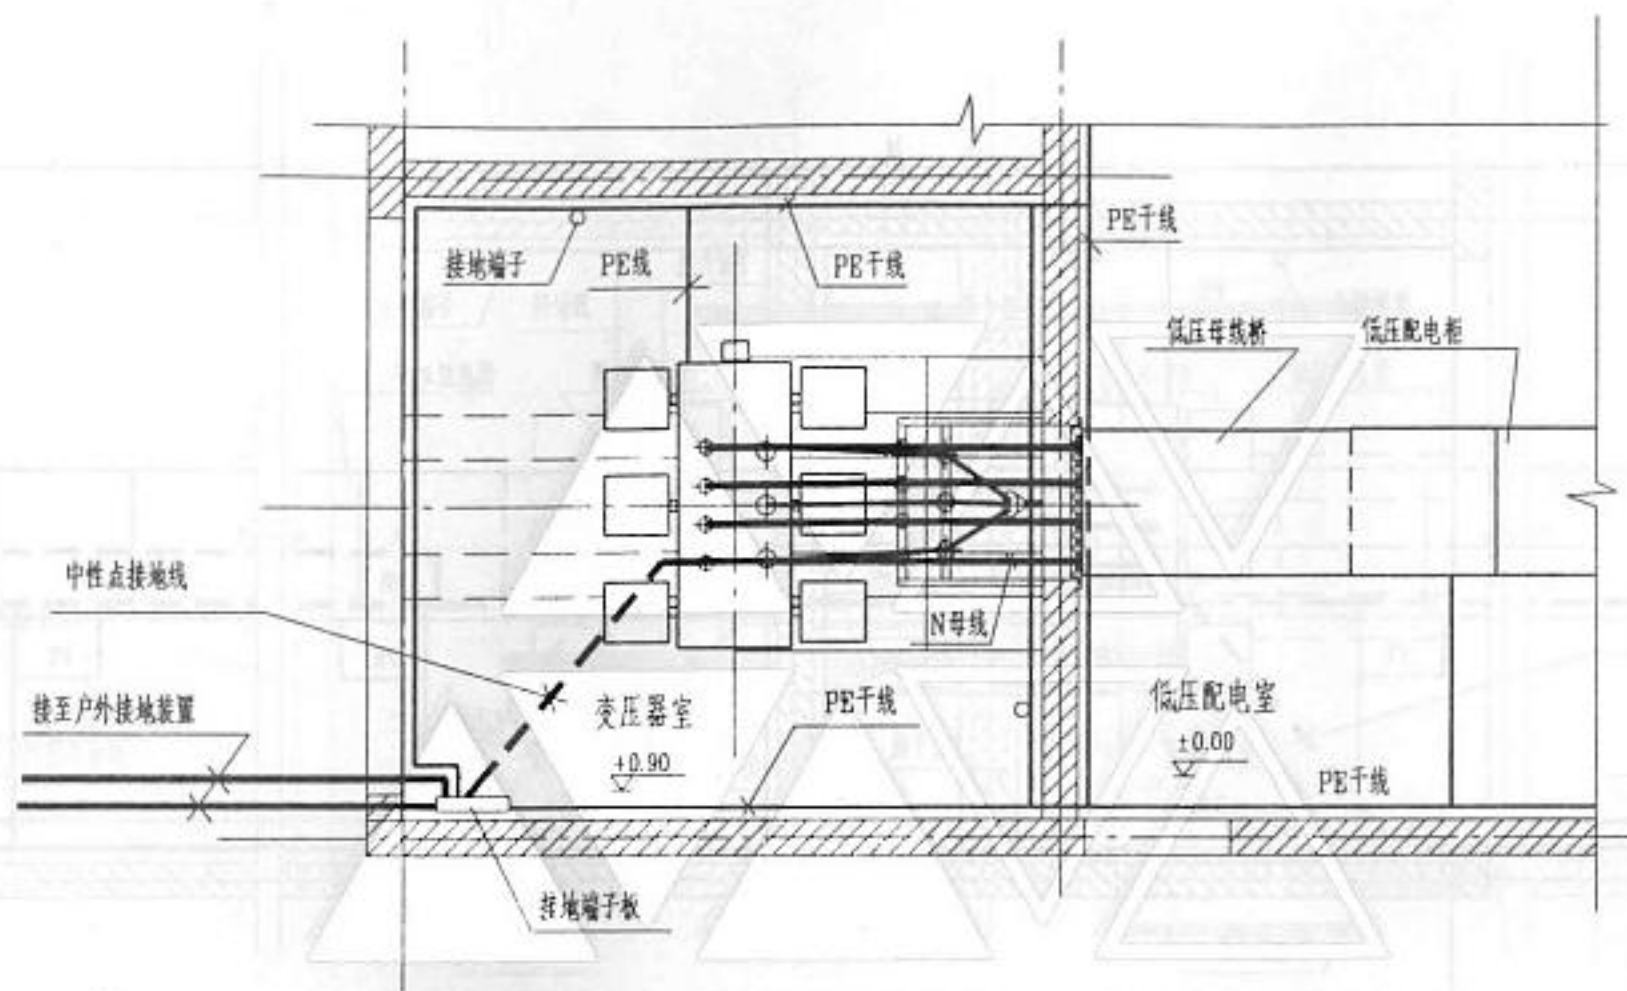 PE干线
接地端子
PE线
PE干线
低压母线桥
低压配电柜
中性点接地线
N母线
接至户外接地装置
变压器室
+0.90
PE干线
低压配电室
±0.00
PE干线
接地端子板